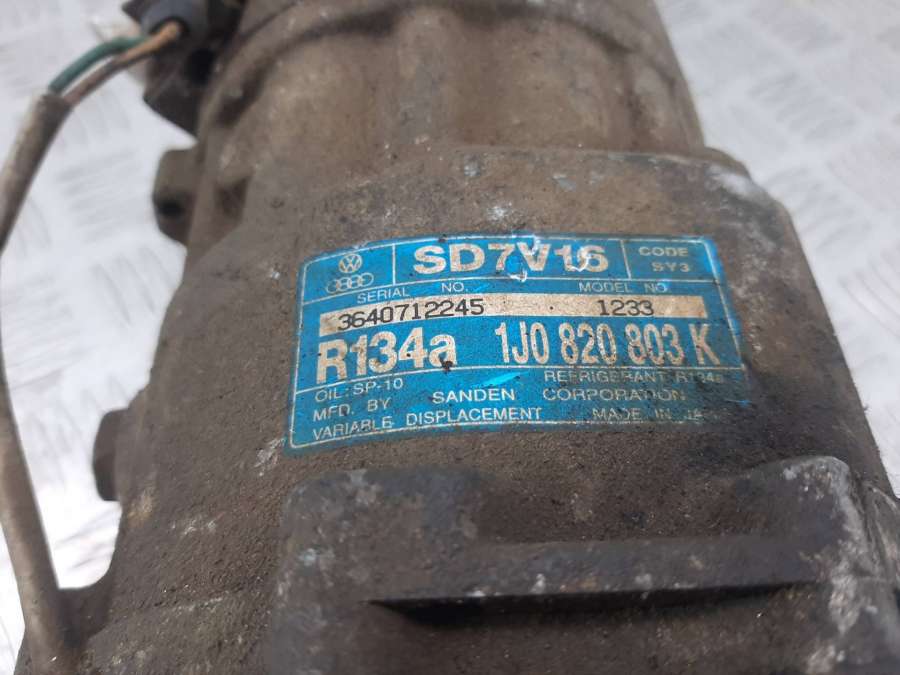 SD7V16
CODE
SY3
SERIAL NO. MODEL NO
3640712245 1233
R134a 1J0 820 803 K
OIL: SP-10 REFRIGERANT R134a
MFD. BY SANDEN CORPORATION
VARIABLE DISPLACEMENT MADE IN JAPAN